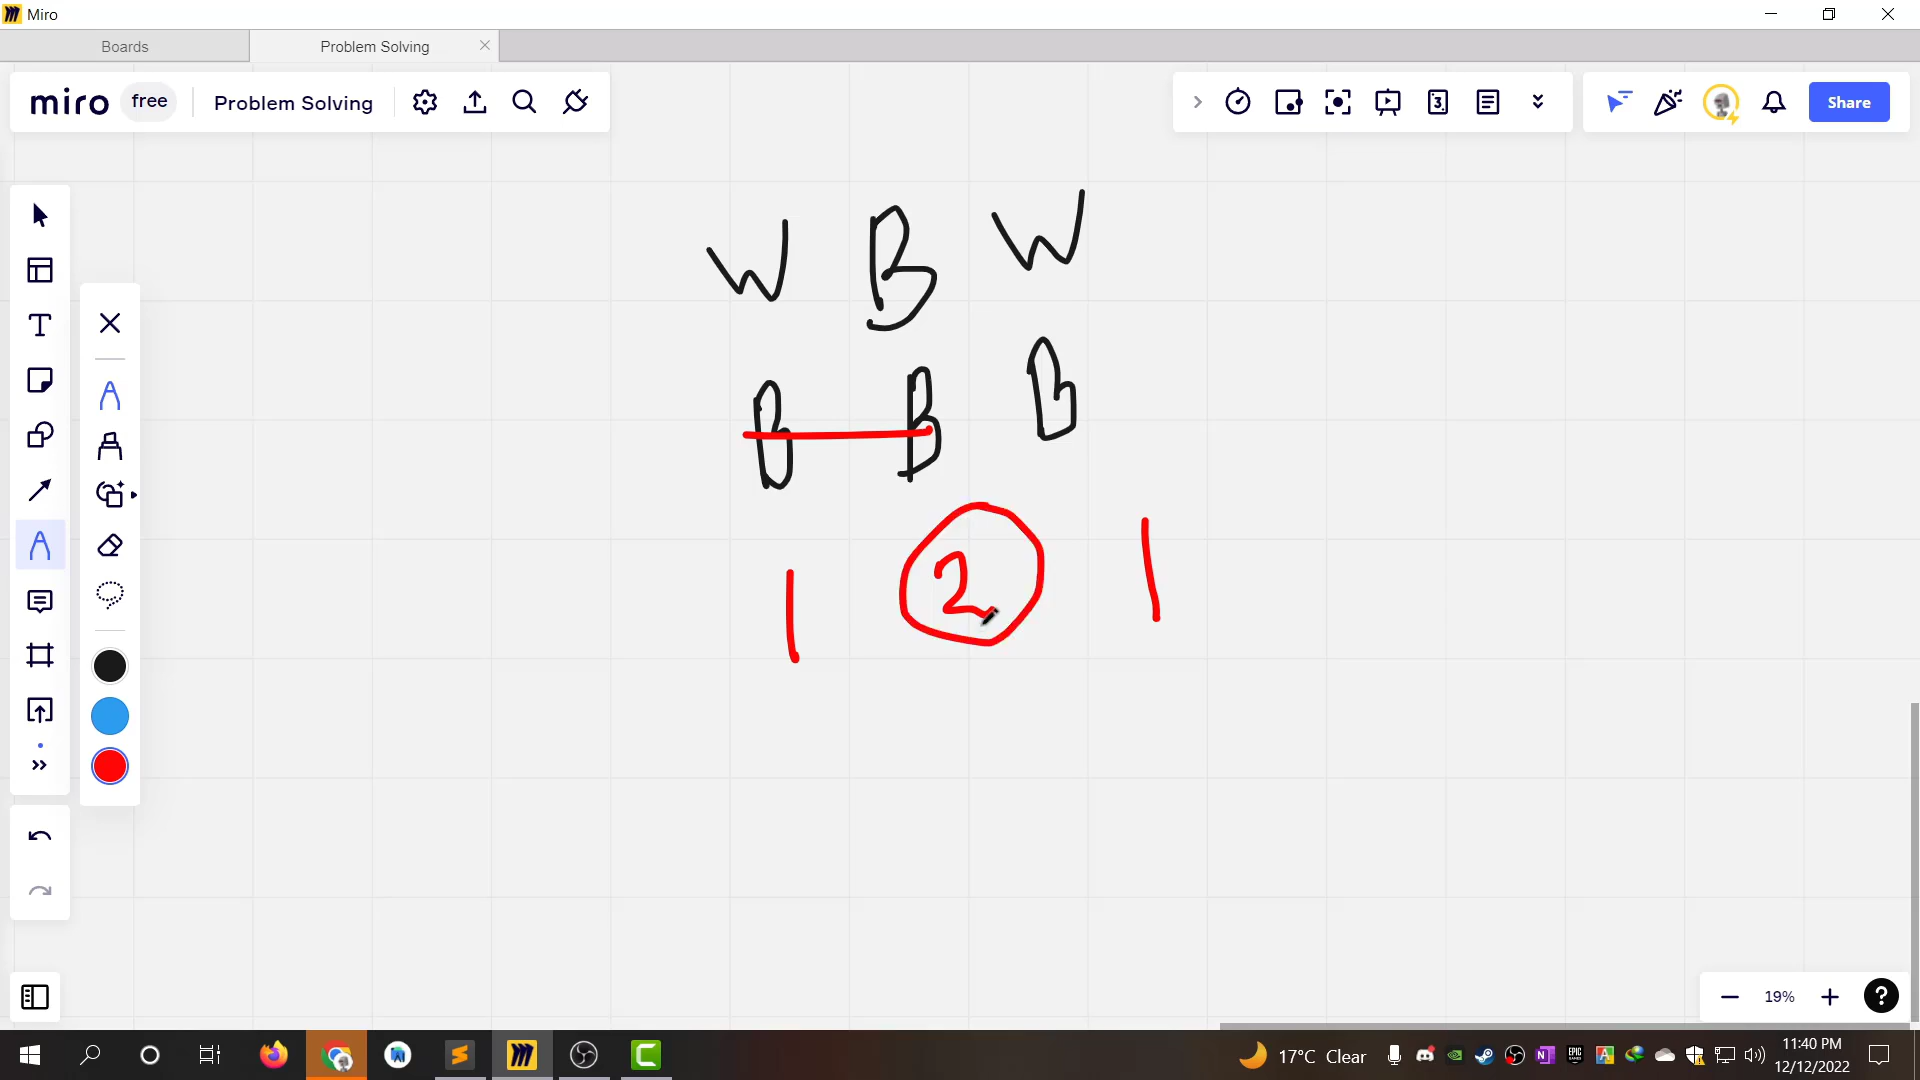 Miro
Boards
Problem Solving
miro
free
Problem Solving
3
Share
W B W
B B B
1 2 1
19%
?
17°C Clear
11:40 PM
12/12/2022